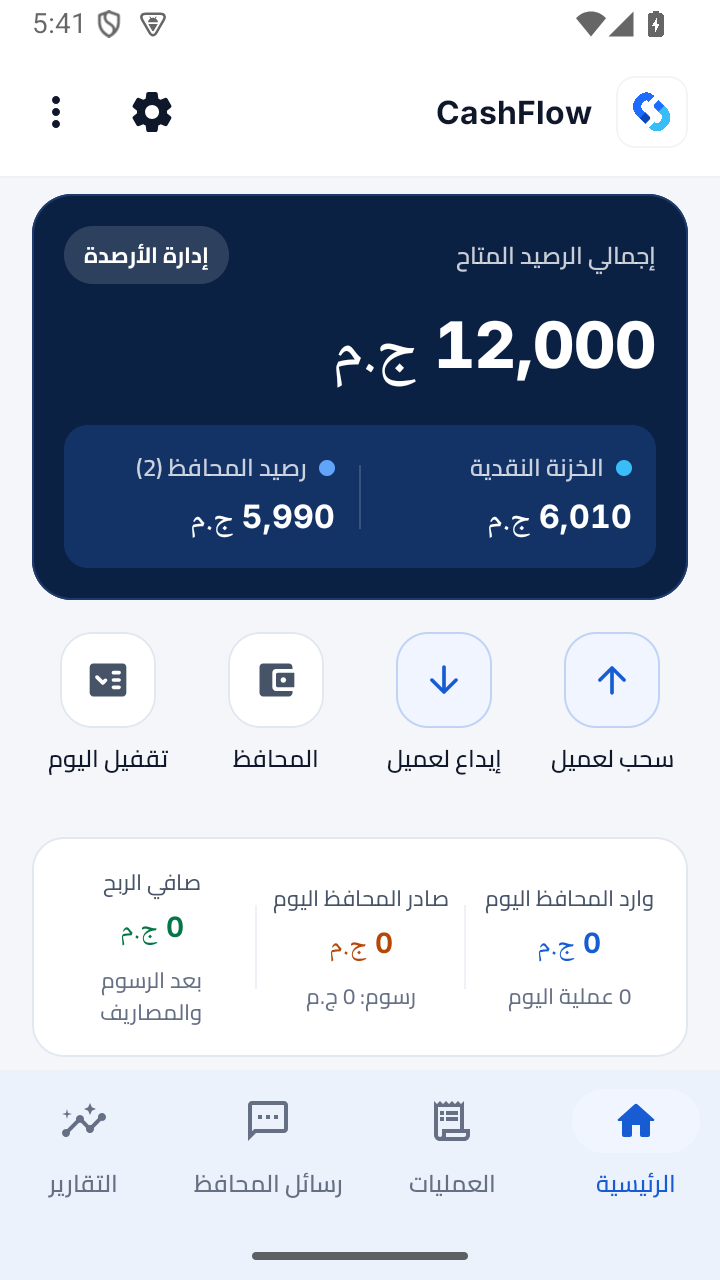 5:41
CashFlow
إجمالي الرصيد المتاح
إدارة الأرصدة
12,000 ج.م
الخزنة النقدية
6,010 ج.م
رصيد المحافظ (2)
5,990 ج.م
سحب لعميل
إيداع لعميل
المحافظ
تقفيل اليوم
وارد المحافظ اليوم
0 ج.م
0 عملية اليوم
صادر المحافظ اليوم
0 ج.م
رسوم: 0 ج.م
صافي الربح
0 ج.م
بعد الرسوم
والمصاريف
الرئيسية
العمليات
رسائل المحافظ
التقارير